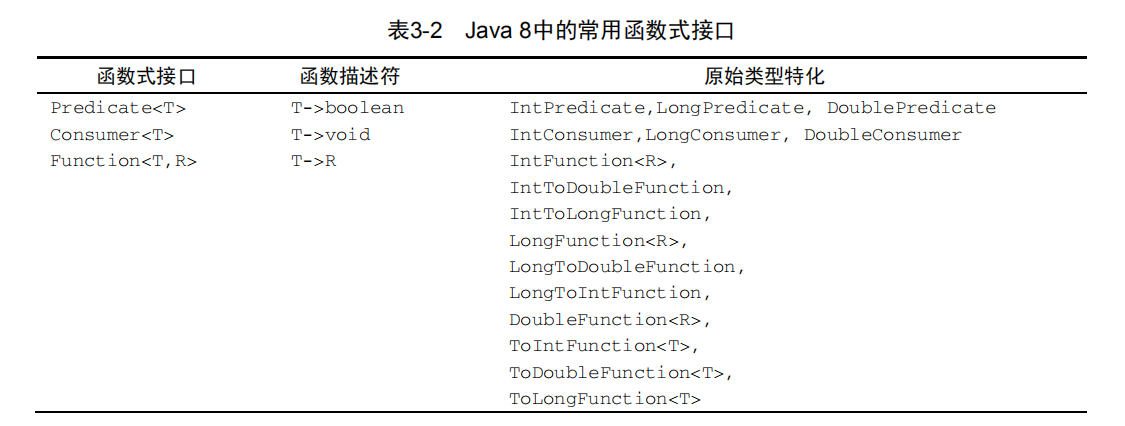 表3-2 Java 8中的常用函数式接口
函数式接口 函数描述符 原始类型特化
Predicate<T> T->boolean IntPredicate,LongPredicate, DoublePredicate
Consumer<T> T->void IntConsumer,LongConsumer, DoubleConsumer
Function<T,R> T->R IntFunction<R>,
IntToDoubleFunction,
IntToLongFunction,
LongFunction<R>,
LongToDoubleFunction,
LongToIntFunction,
DoubleFunction<R>,
ToIntFunction<T>,
ToDoubleFunction<T>,
ToLongFunction<T>